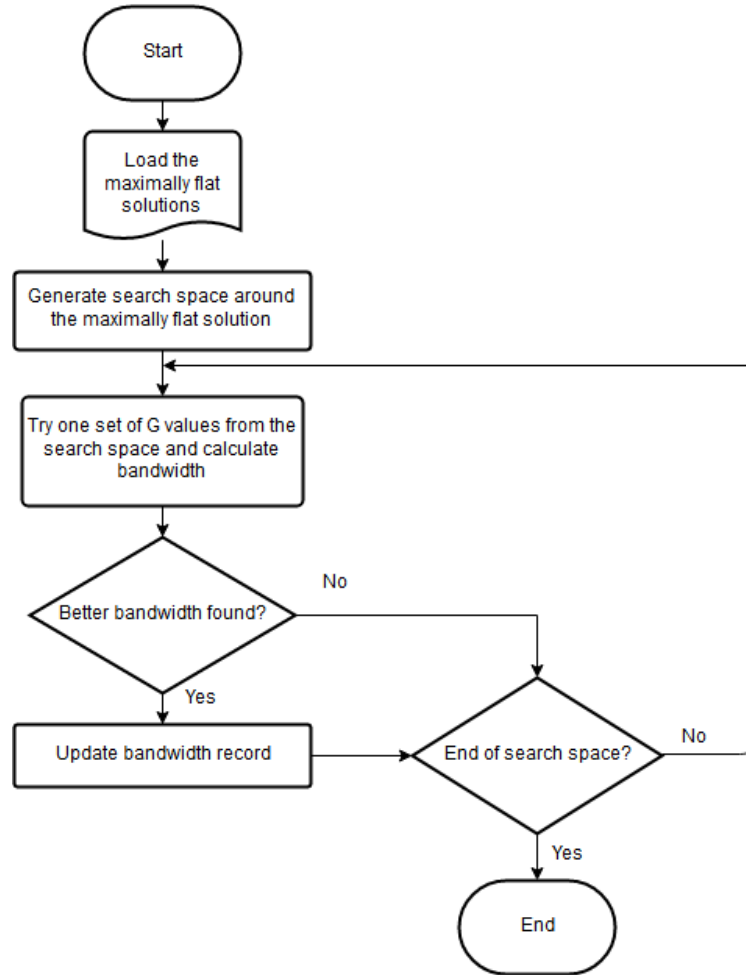 Start
Load the
maximally flat
solutions
Generate search space around
the maximally flat solution
Try one set of G values from the
search space and calculate
bandwidth
Better bandwidth found?
No
Yes
Update bandwidth record
End of search space?
No
Yes
End